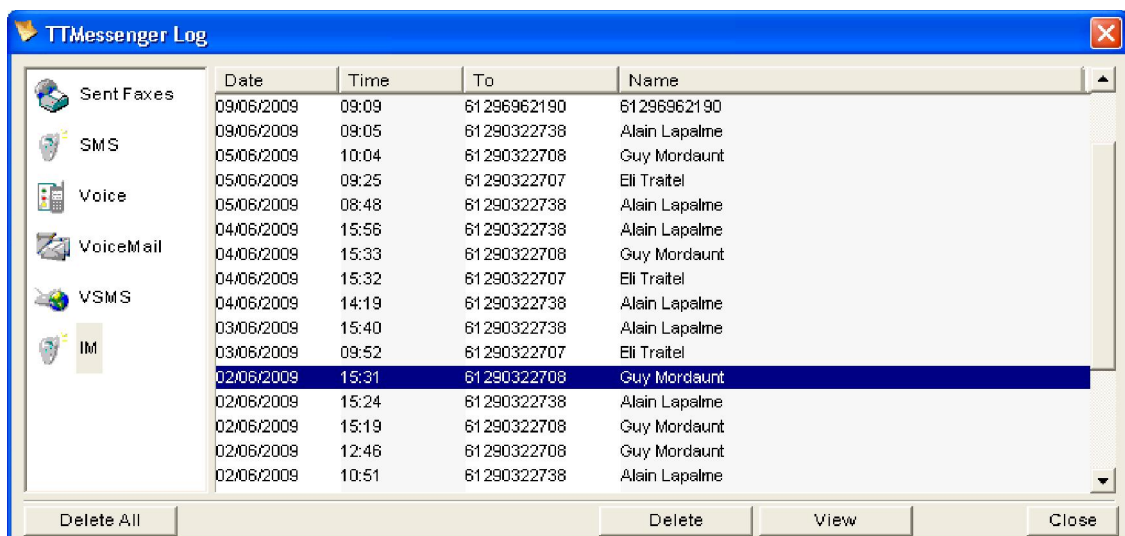 TTMessenger Log
Sent Faxes
SMS
Voice
VoiceMail
VSMS
IM
Date Time To Name
09/06/2009 09:09 61296962190 61296962190
09/06/2009 09:05 61290322738 Alain Lapalme
05/06/2009 10:04 61290322708 Guy Mordaunt
05/06/2009 09:25 61290322707 Eli Traitel
05/06/2009 08:48 61290322738 Alain Lapalme
04/06/2009 15:56 61290322738 Alain Lapalme
04/06/2009 15:33 61290322708 Guy Mordaunt
04/06/2009 15:32 61290322707 Eli Traitel
04/06/2009 14:19 61290322738 Alain Lapalme
03/06/2009 15:40 61290322738 Alain Lapalme
03/06/2009 09:52 61290322707 Eli Traitel
02/06/2009 15:31 61290322708 Guy Mordaunt
02/06/2009 15:24 61290322738 Alain Lapalme
02/06/2009 15:19 61290322708 Guy Mordaunt
02/06/2009 12:46 61290322708 Guy Mordaunt
02/06/2009 10:51 61290322738 Alain Lapalme
Delete All Delete View Close